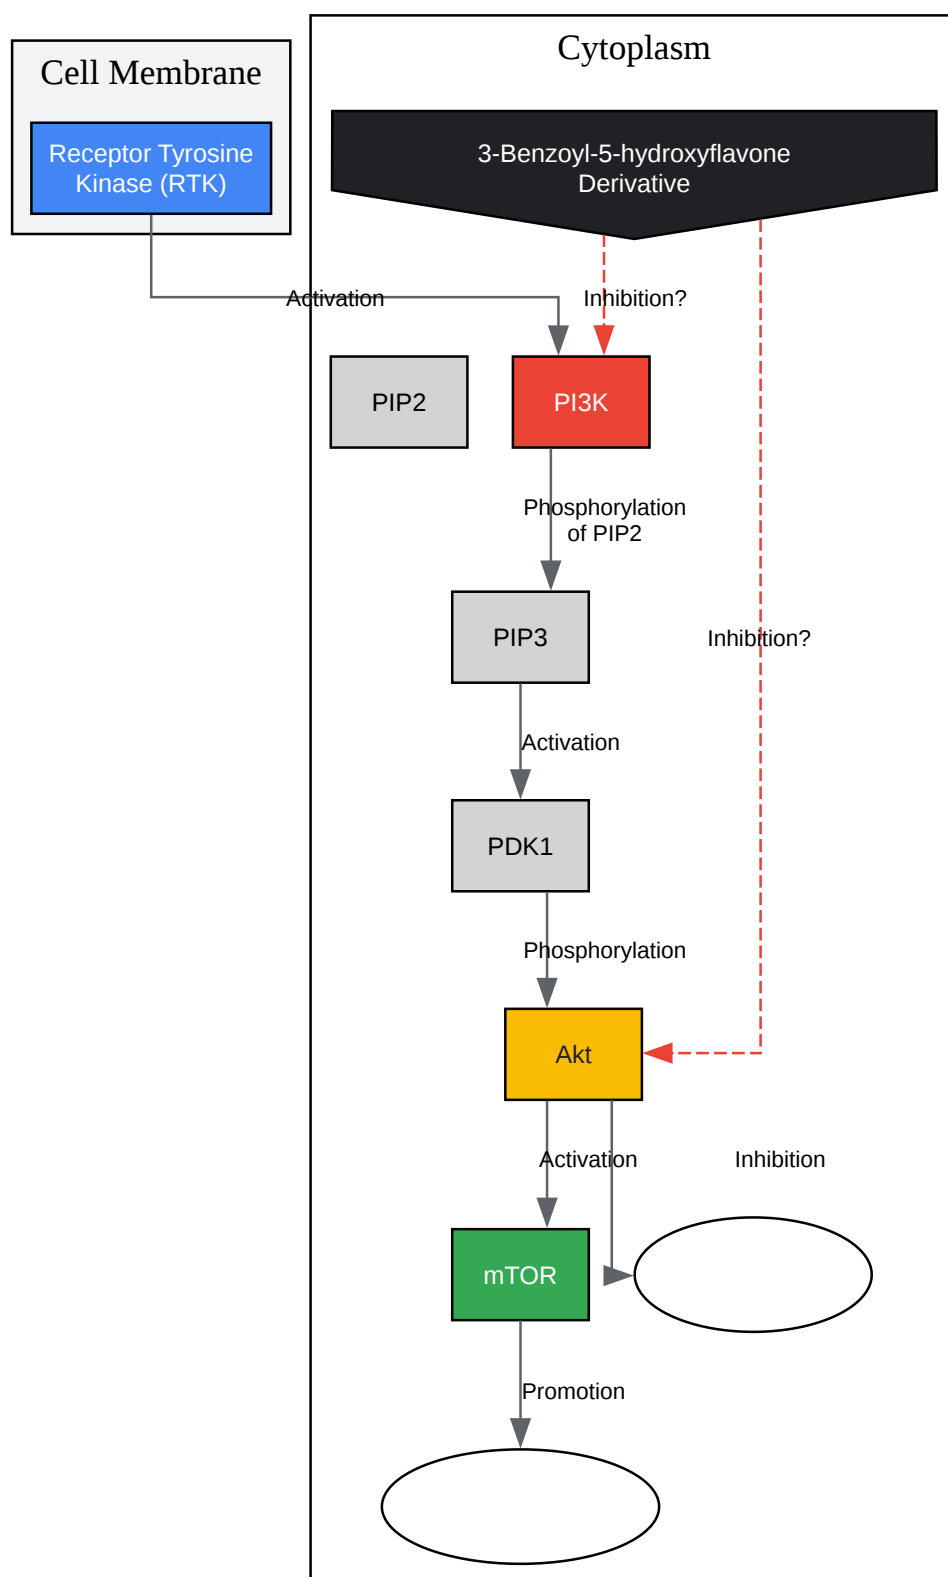 Cytoplasm
Cell Membrane
Receptor Tyrosine
Kinase (RTK)
3-Benzoyl-5-hydroxyflavone
Derivative
Activation
Inhibition?
PIP2
PI3K
Phosphorylation
of PIP2
PIP3
Inhibition?
Activation
PDK1
Phosphorylation
Akt
Activation
Inhibition
mTOR
Promotion